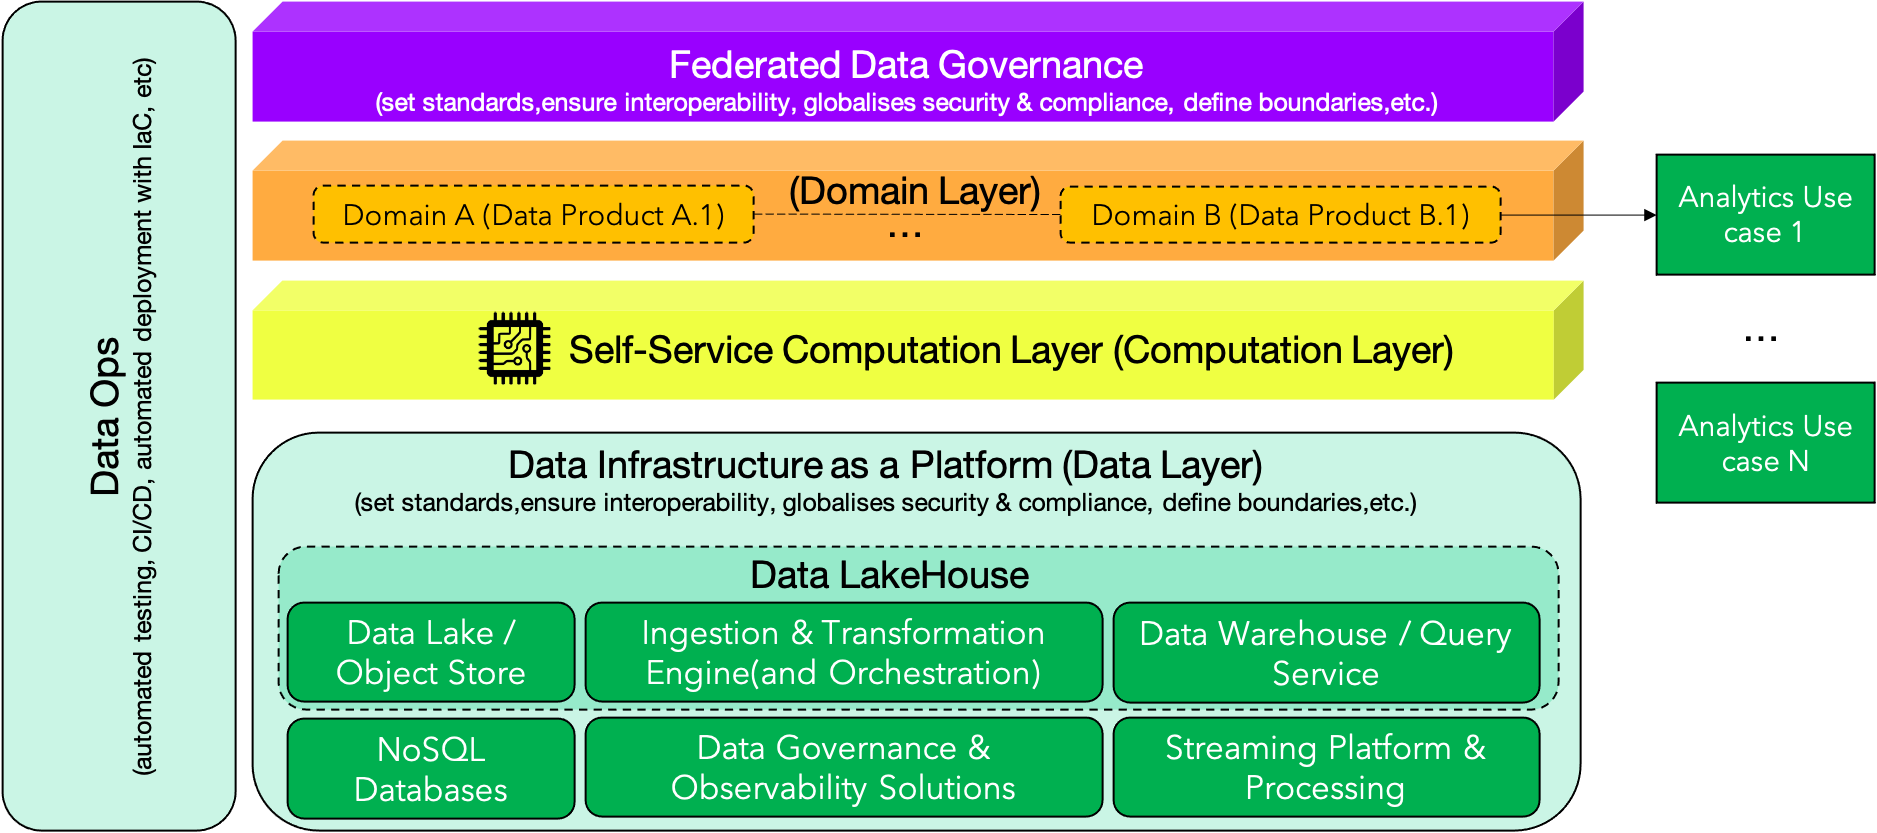 Data Ops
(automated testing, CI/CD, automated deployment with IaC, etc)
Federated Data Governance
(set standards,ensure interoperability, globalises security & compliance, define boundaries,etc.)
(Domain Layer)
Domain A (Data Product A.1)
...
Domain B (Data Product B.1)
Analytics Use
case 1
...
Analytics Use
case N
Self-Service Computation Layer (Computation Layer)
Data Infrastructure as a Platform (Data Layer)
(set standards,ensure interoperability, globalises security & compliance, define boundaries,etc.)
Data LakeHouse
Data Lake /
Object Store
Ingestion & Transformation
Engine(and Orchestration)
Data Warehouse / Query
Service
NoSQL
Databases
Data Governance &
Observability Solutions
Streaming Platform &
Processing